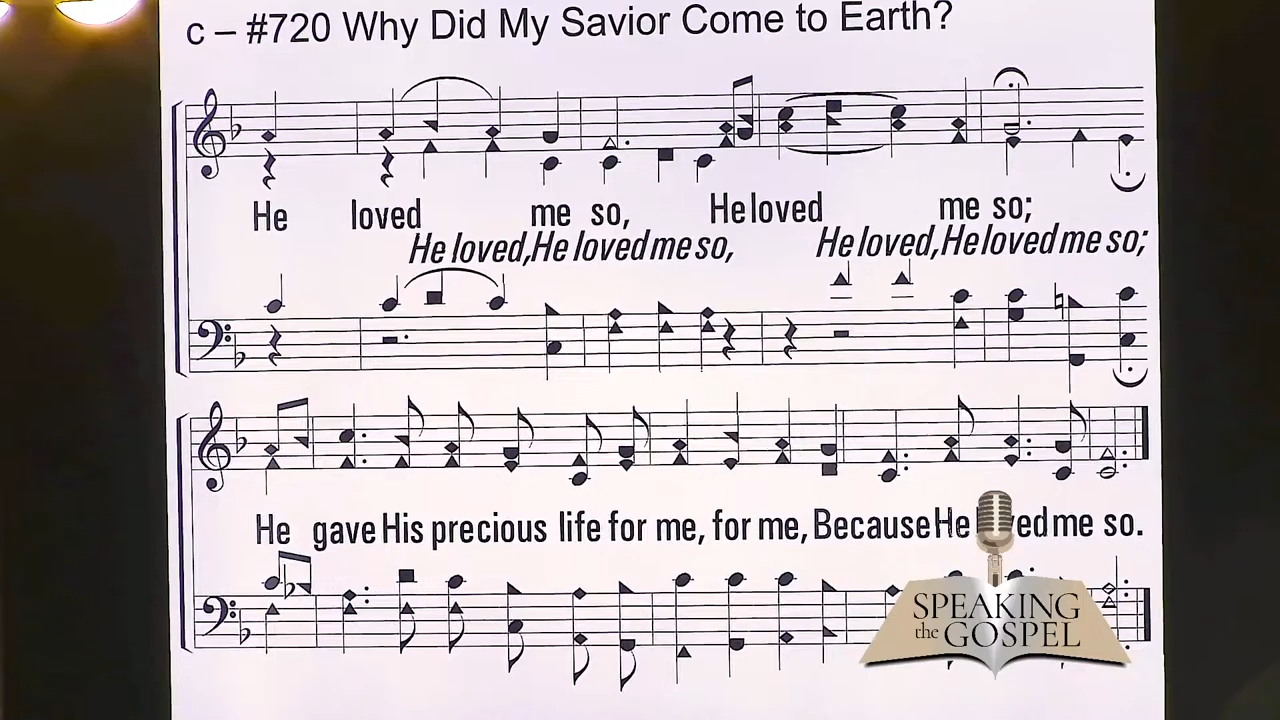 c – #720 Why Did My Savior Come to Earth?
He loved me so, He loved me so;
He loved, He loved me so, He loved, He loved me so;
He gave His precious life for me, for me, Because He me so.
SPEAKING
the GOSPEL